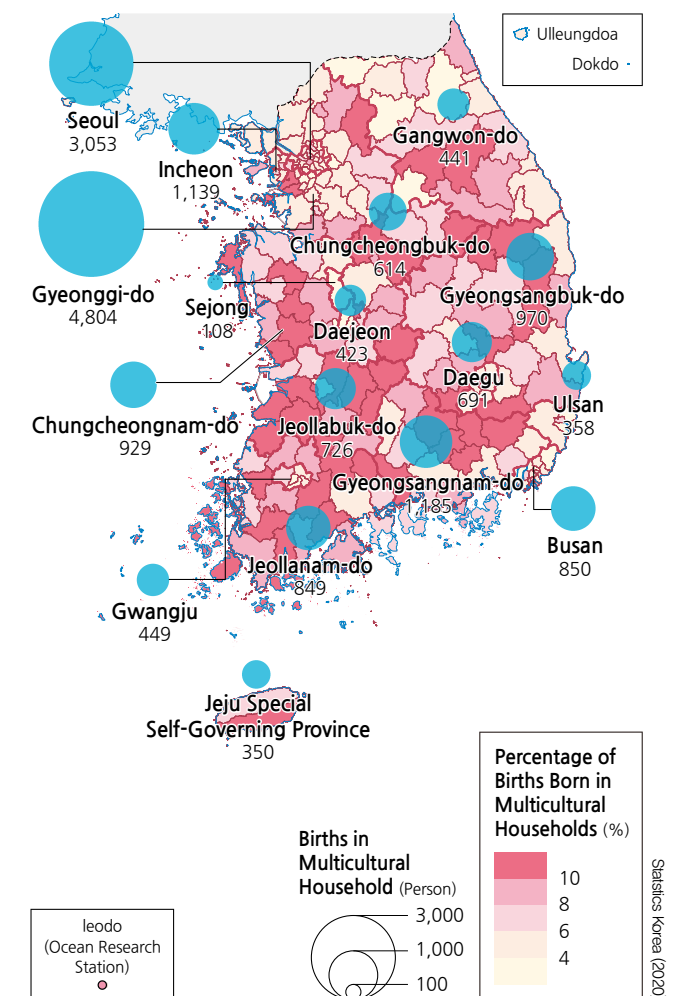 Ulleungdoa
Dokdo
Seoul
3,053
Gangwon-do
441
Incheon
1,139
Chungcheongbuk-do
614
Gyeonggi-do
4,804
Gyeongsangbuk-do
970
Sejong
108
Daejeon
423
Daegu
691
Ulsan
358
Chungcheongnam-do
929
Jeollabuk-do
726
Gyeongsangnam-do
1,185
Busan
850
Jeollanam-do
849
Gwangju
449
Jeju Special
Self-Governing Province
350
Percentage of
Births Born in
Multicultural
Households (%)
10
8
6
4
Births in
Multicultural
Household (Person)
3,000
1,000
100
Ieodo
(Ocean Research
Station)
Statstics Korea (2020